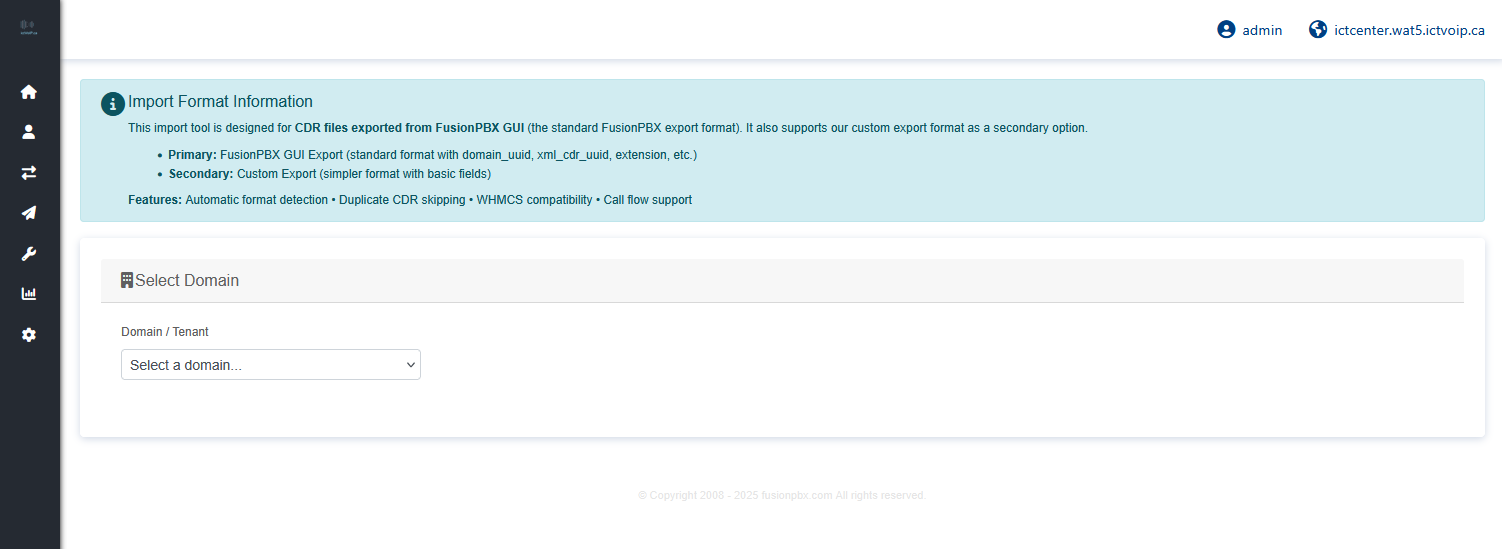 admin
ictcenter.wat5.ictvoip.ca
Import Format Information
This import tool is designed for CDR files exported from FusionPBX GUI (the standard FusionPBX export format). It also supports our custom export format as a secondary option.
• Primary: FusionPBX GUI Export (standard format with domain_uuid, xml_cdr_uuid, extension, etc.)
• Secondary: Custom Export (simpler format with basic fields)
Features: Automatic format detection • Duplicate CDR skipping • WHMCS compatibility • Call flow support
Select Domain
Domain / Tenant
Select a domain...
© Copyright 2008 - 2025 fusionpbx.com All rights reserved.